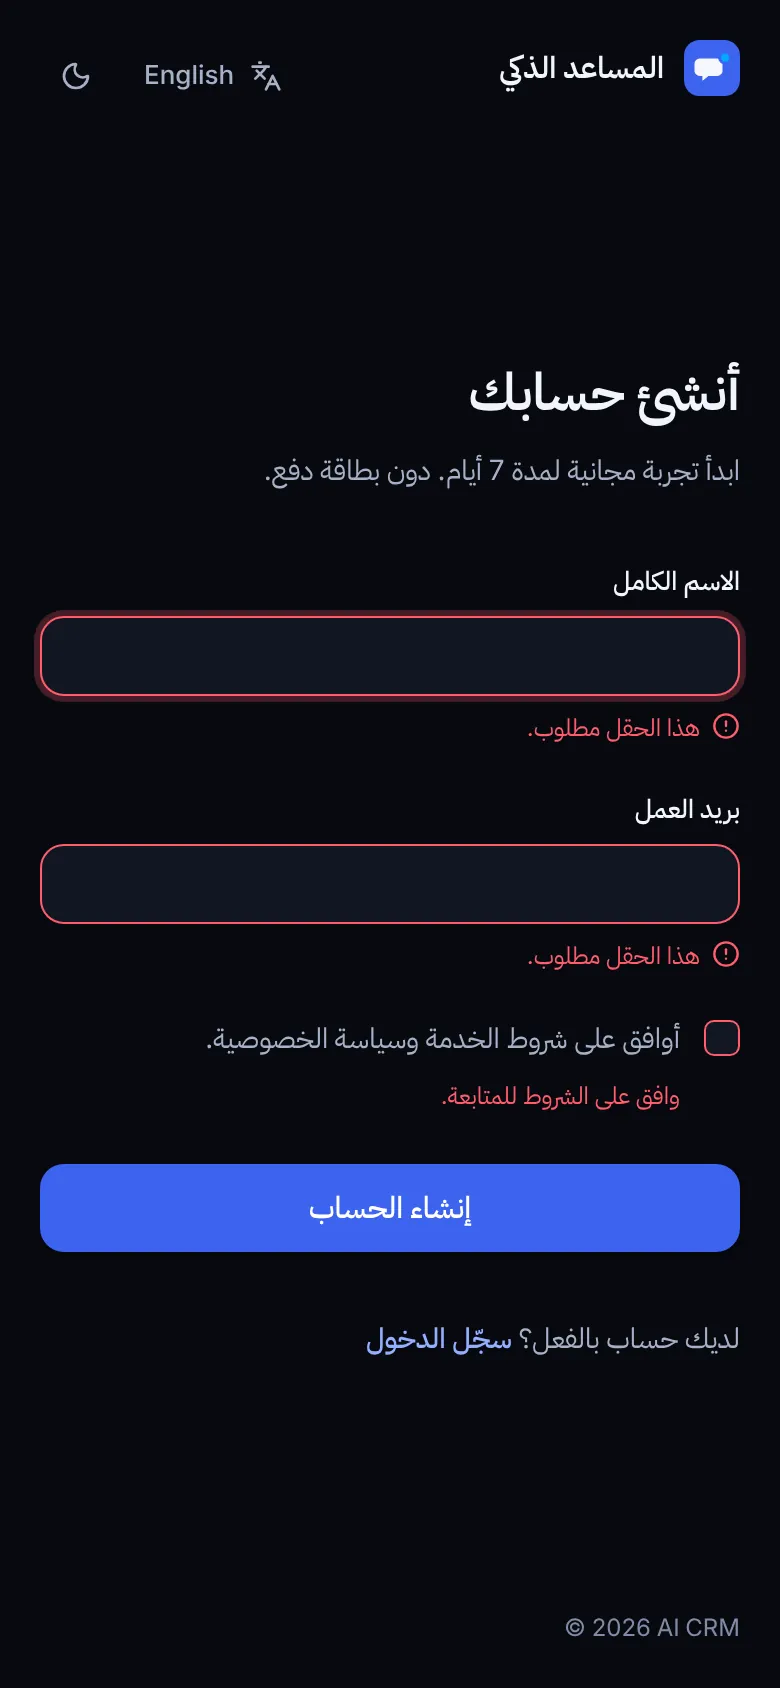 المساعد الذكي
English
أنشئ حسابك
ابدأ تجربة مجانية لمدة 7 أيام. دون بطاقة دفع.
الاسم الكامل
هذا الحقل مطلوب.
بريد العمل
هذا الحقل مطلوب.
أوافق على شروط الخدمة وسياسة الخصوصية.
وافق على الشروط للمتابعة.
إنشاء الحساب
لديك حساب بالفعل؟ سجّل الدخول
© 2026 AI CRM